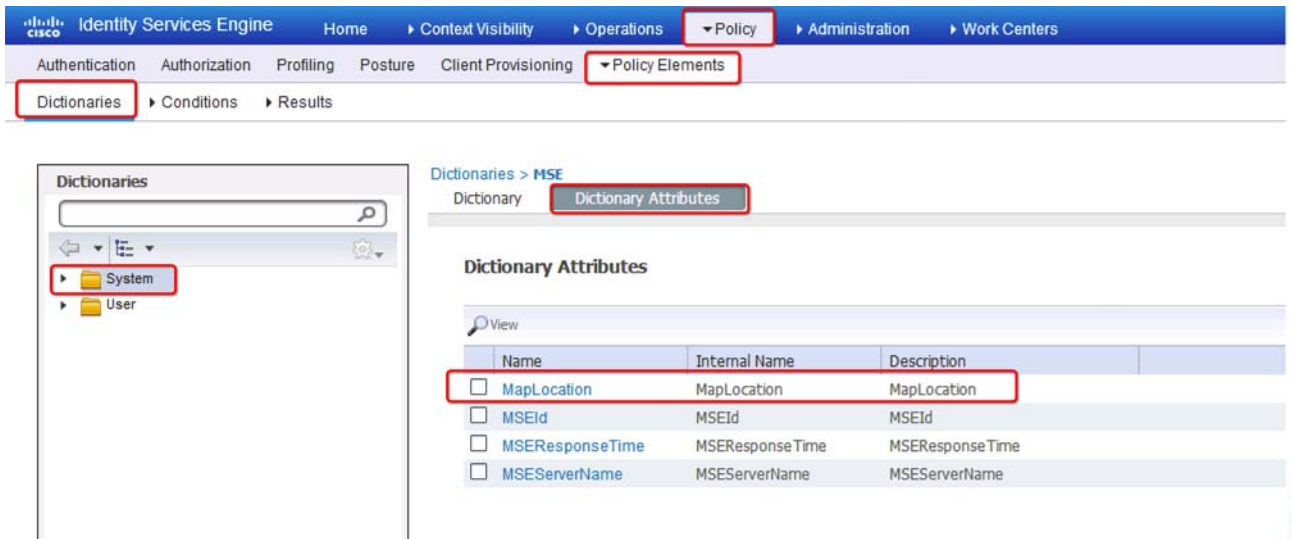 cisco Identity Services Engine Home Context Visibility Operations Policy Administration Work Centers
Authentication Authorization Profiling Posture Client Provisioning Policy Elements
Dictionaries Conditions Results
Dictionaries
System
User
Dictionaries > MSE
Dictionary Dictionary Attributes
Dictionary Attributes
View
Name Internal Name Description
MapLocation MapLocation MapLocation
MSEId MSEId MSEId
MSEResponseTime MSEResponseTime MSEResponseTime
MSEServerName MSEServerName MSEServerName